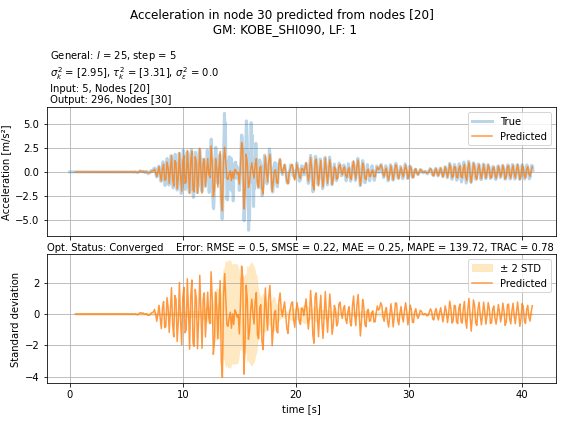 Acceleration in node 30 predicted from nodes [20]
GM: KOBE_SHI090, LF: 1
General: l = 25, step = 5
σ²ₖ = [2.95], τ²ₖ = [3.31], σ²ε = 0.0
Input: 5, Nodes [20]
Output: 296, Nodes [30]
Acceleration [m/s²]
5.0
2.5
0.0
−2.5
−5.0
True
Predicted
Opt. Status: Converged Error: RMSE = 0.5, SMSE = 0.22, MAE = 0.25, MAPE = 139.72, TRAC = 0.78
Standard deviation
2
0
−2
−4
± 2 STD
Predicted
0 10 20 30 40
time [s]